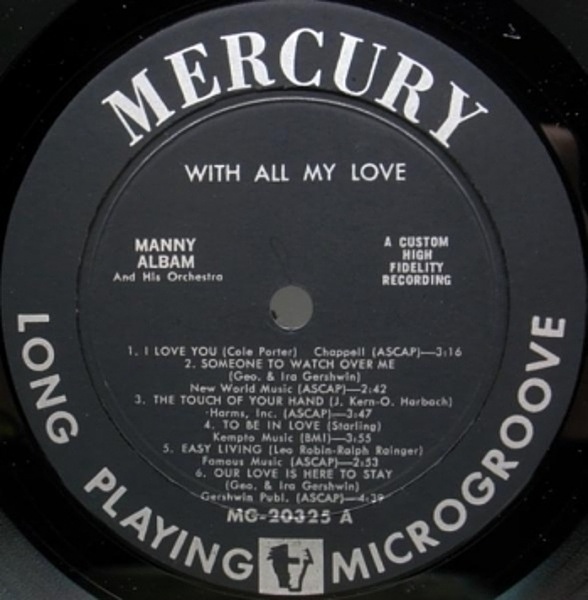 MERCURY
WITH ALL MY LOVE
MANNY
ALBAM
And His Orchestra
A CUSTOM
HIGH
FIDELITY
RECORDING
1. I LOVE YOU (Cole Porter) Chappell (ASCAP)—3:16
2. SOMEONE TO WATCH OVER ME
(Geo. & Ira Gershwin)
New World Music (ASCAP)—2:42
3. THE TOUCH OF YOUR HAND (J. Kern-O. Harbach)
Harms, Inc. (ASCAP)—3:47
4. TO BE IN LOVE (Starling)
Kempto Music (BMI)—3:55
5. EASY LIVING (Leo Robin-Ralph Rainger)
Famous Music (ASCAP)—2:53
6. OUR LOVE IS HERE TO STAY
(Geo. & Ira Gershwin)
Gershwin Publ. (ASCAP)—4:39
MG-20325 A
LONG PLAYING MICROGROOVE